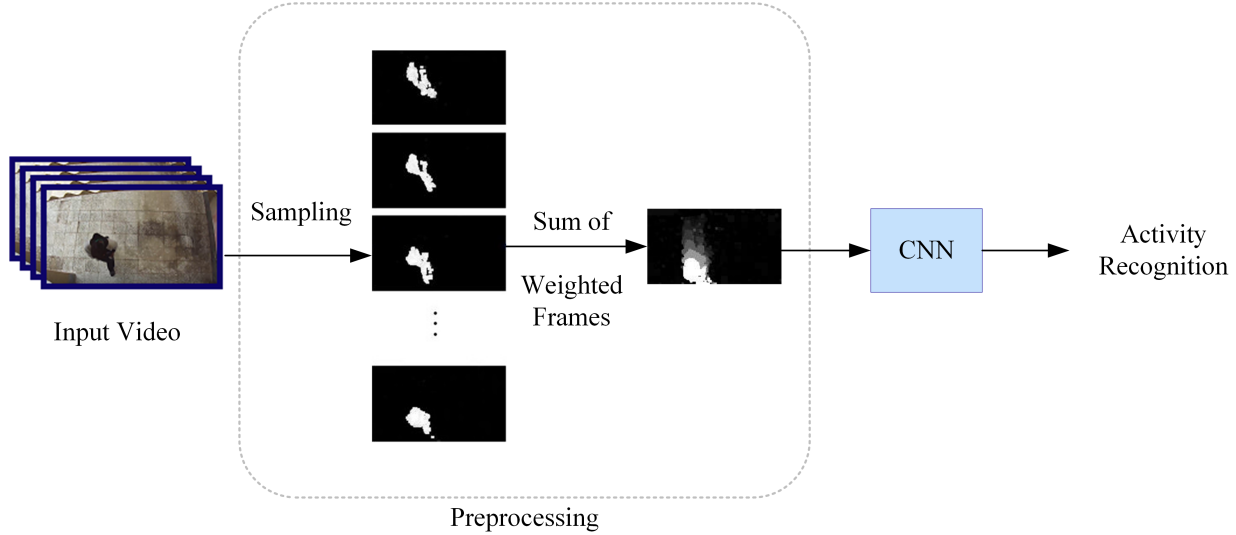 Input Video
Sampling
Sum of
Weighted
Frames
CNN
Activity
Recognition
Preprocessing